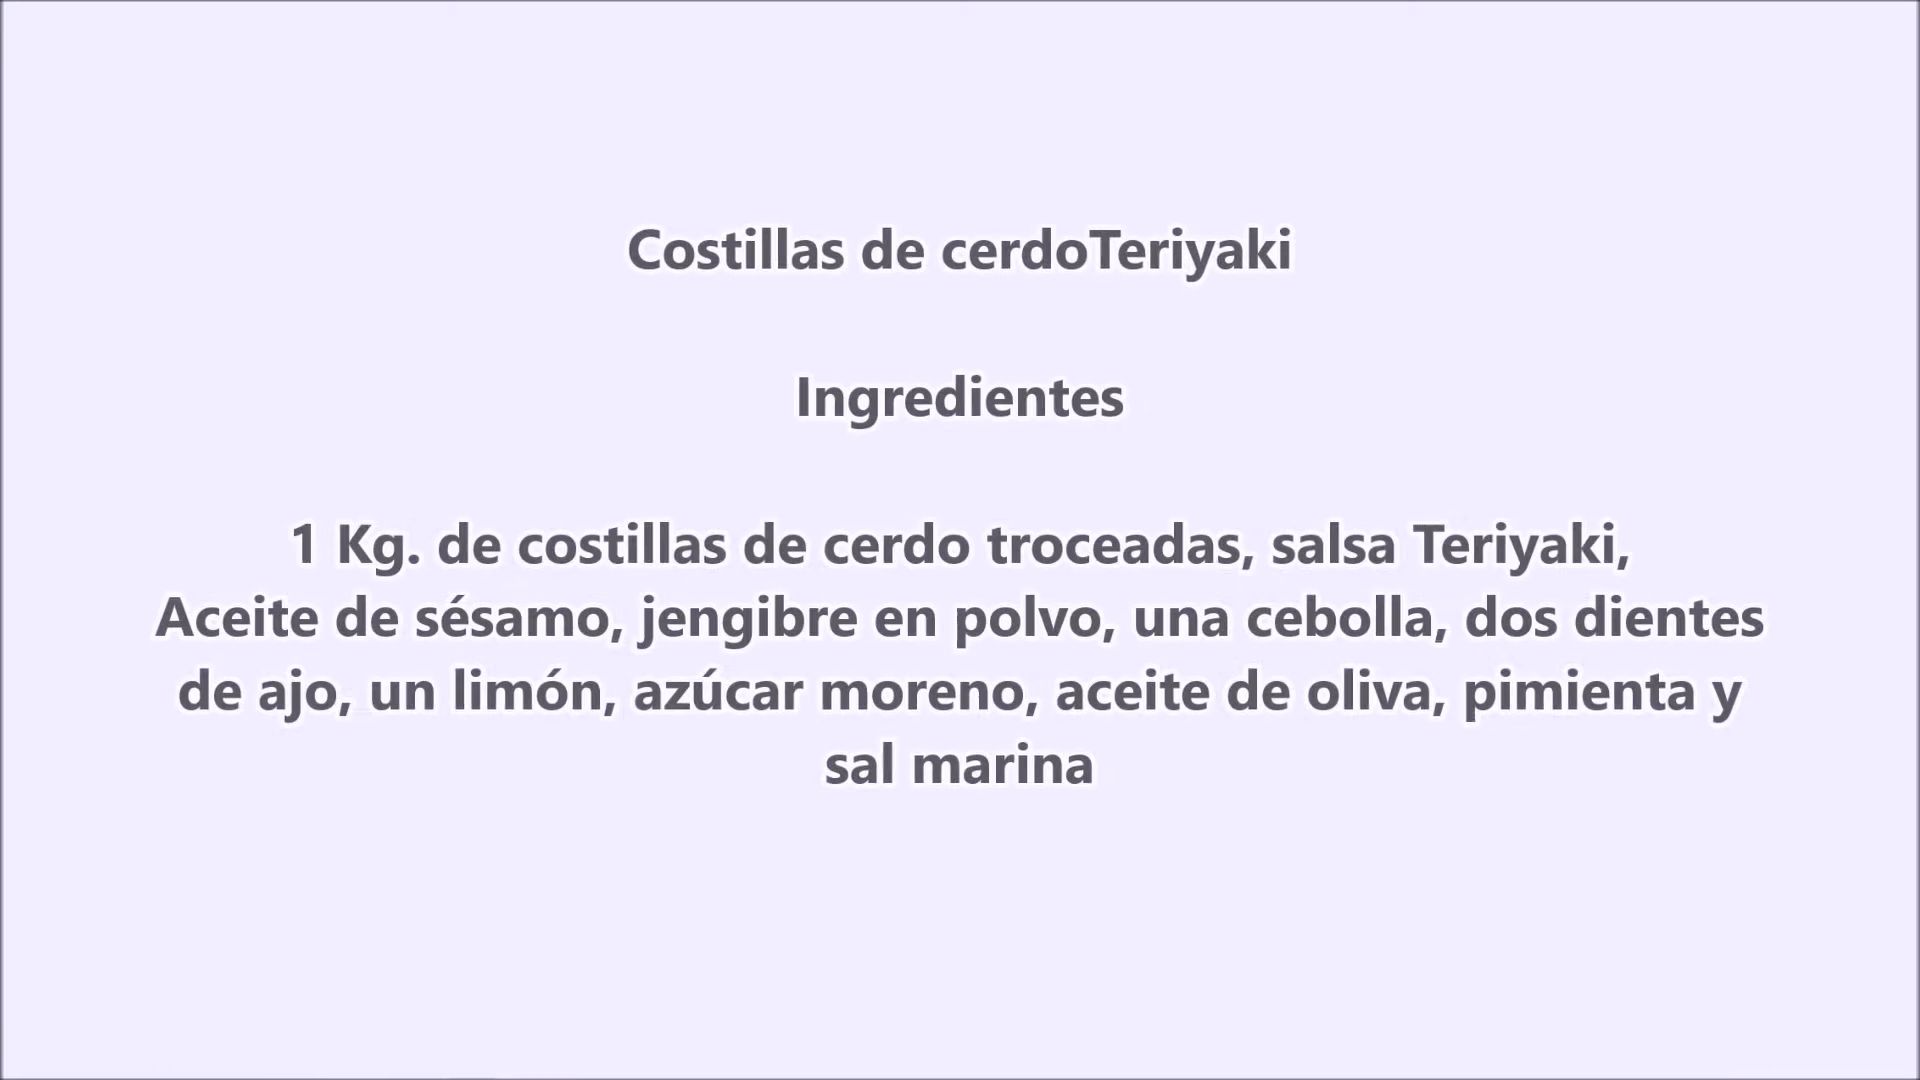 Costillas de cerdoTeriyaki
Ingredientes
1 Kg. de costillas de cerdo troceadas, salsa Teriyaki,
Aceite de sésamo, jengibre en polvo, una cebolla, dos dientes
de ajo, un limón, azúcar moreno, aceite de oliva, pimienta y
sal marina